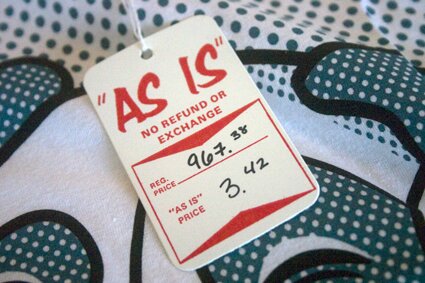 "AS IS"
NO REFUND OR
EXCHANGE
REG.
PRICE 967.38
"AS IS"
PRICE 3.42